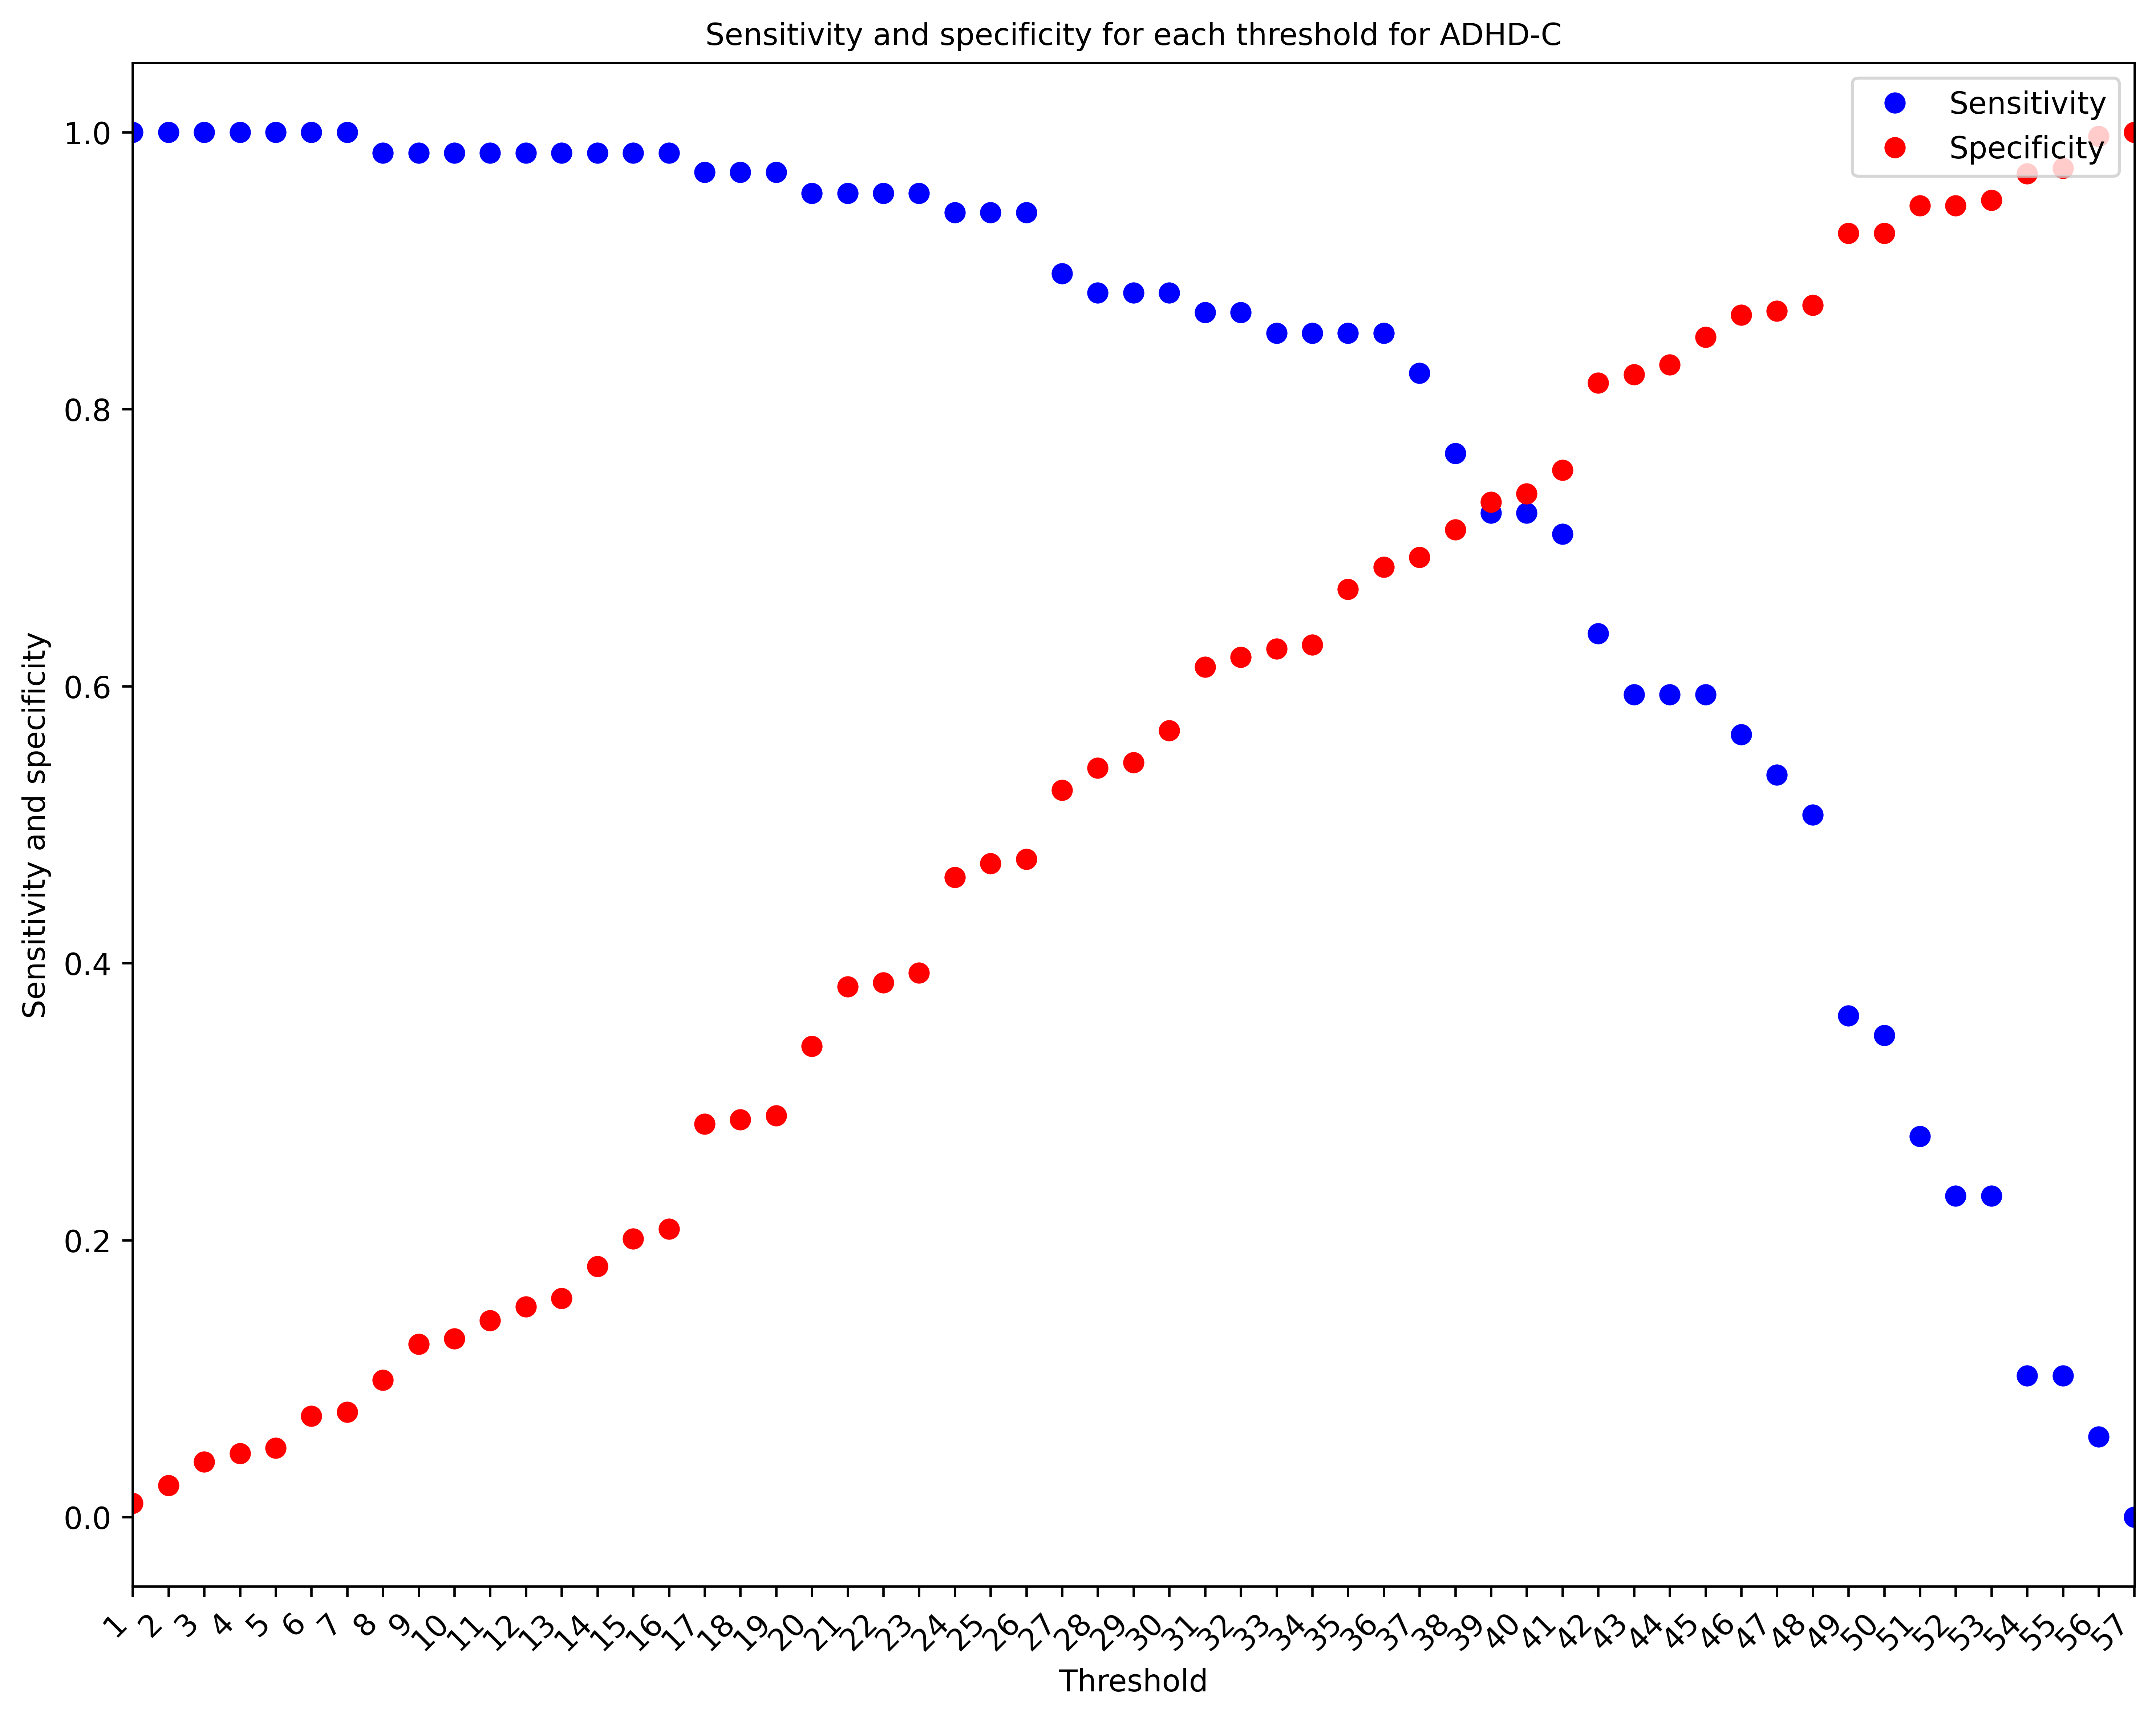 Sensitivity and specificity for each threshold for ADHD-C
Sensitivity
Specificity
1.0
0.8
0.6
0.4
0.2
0.0
Sensitivity and specificity
1 2 3 4 5 6 7 8 9 10 11 12 13 14 15 16 17 18 19 20 21 22 23 24 25 26 27 28 29 30 31 32 33 34 35 36 37 38 39 40 41 42 43 44 45 46 47 48 49 50 51 52 53 54 55 56 57
Threshold